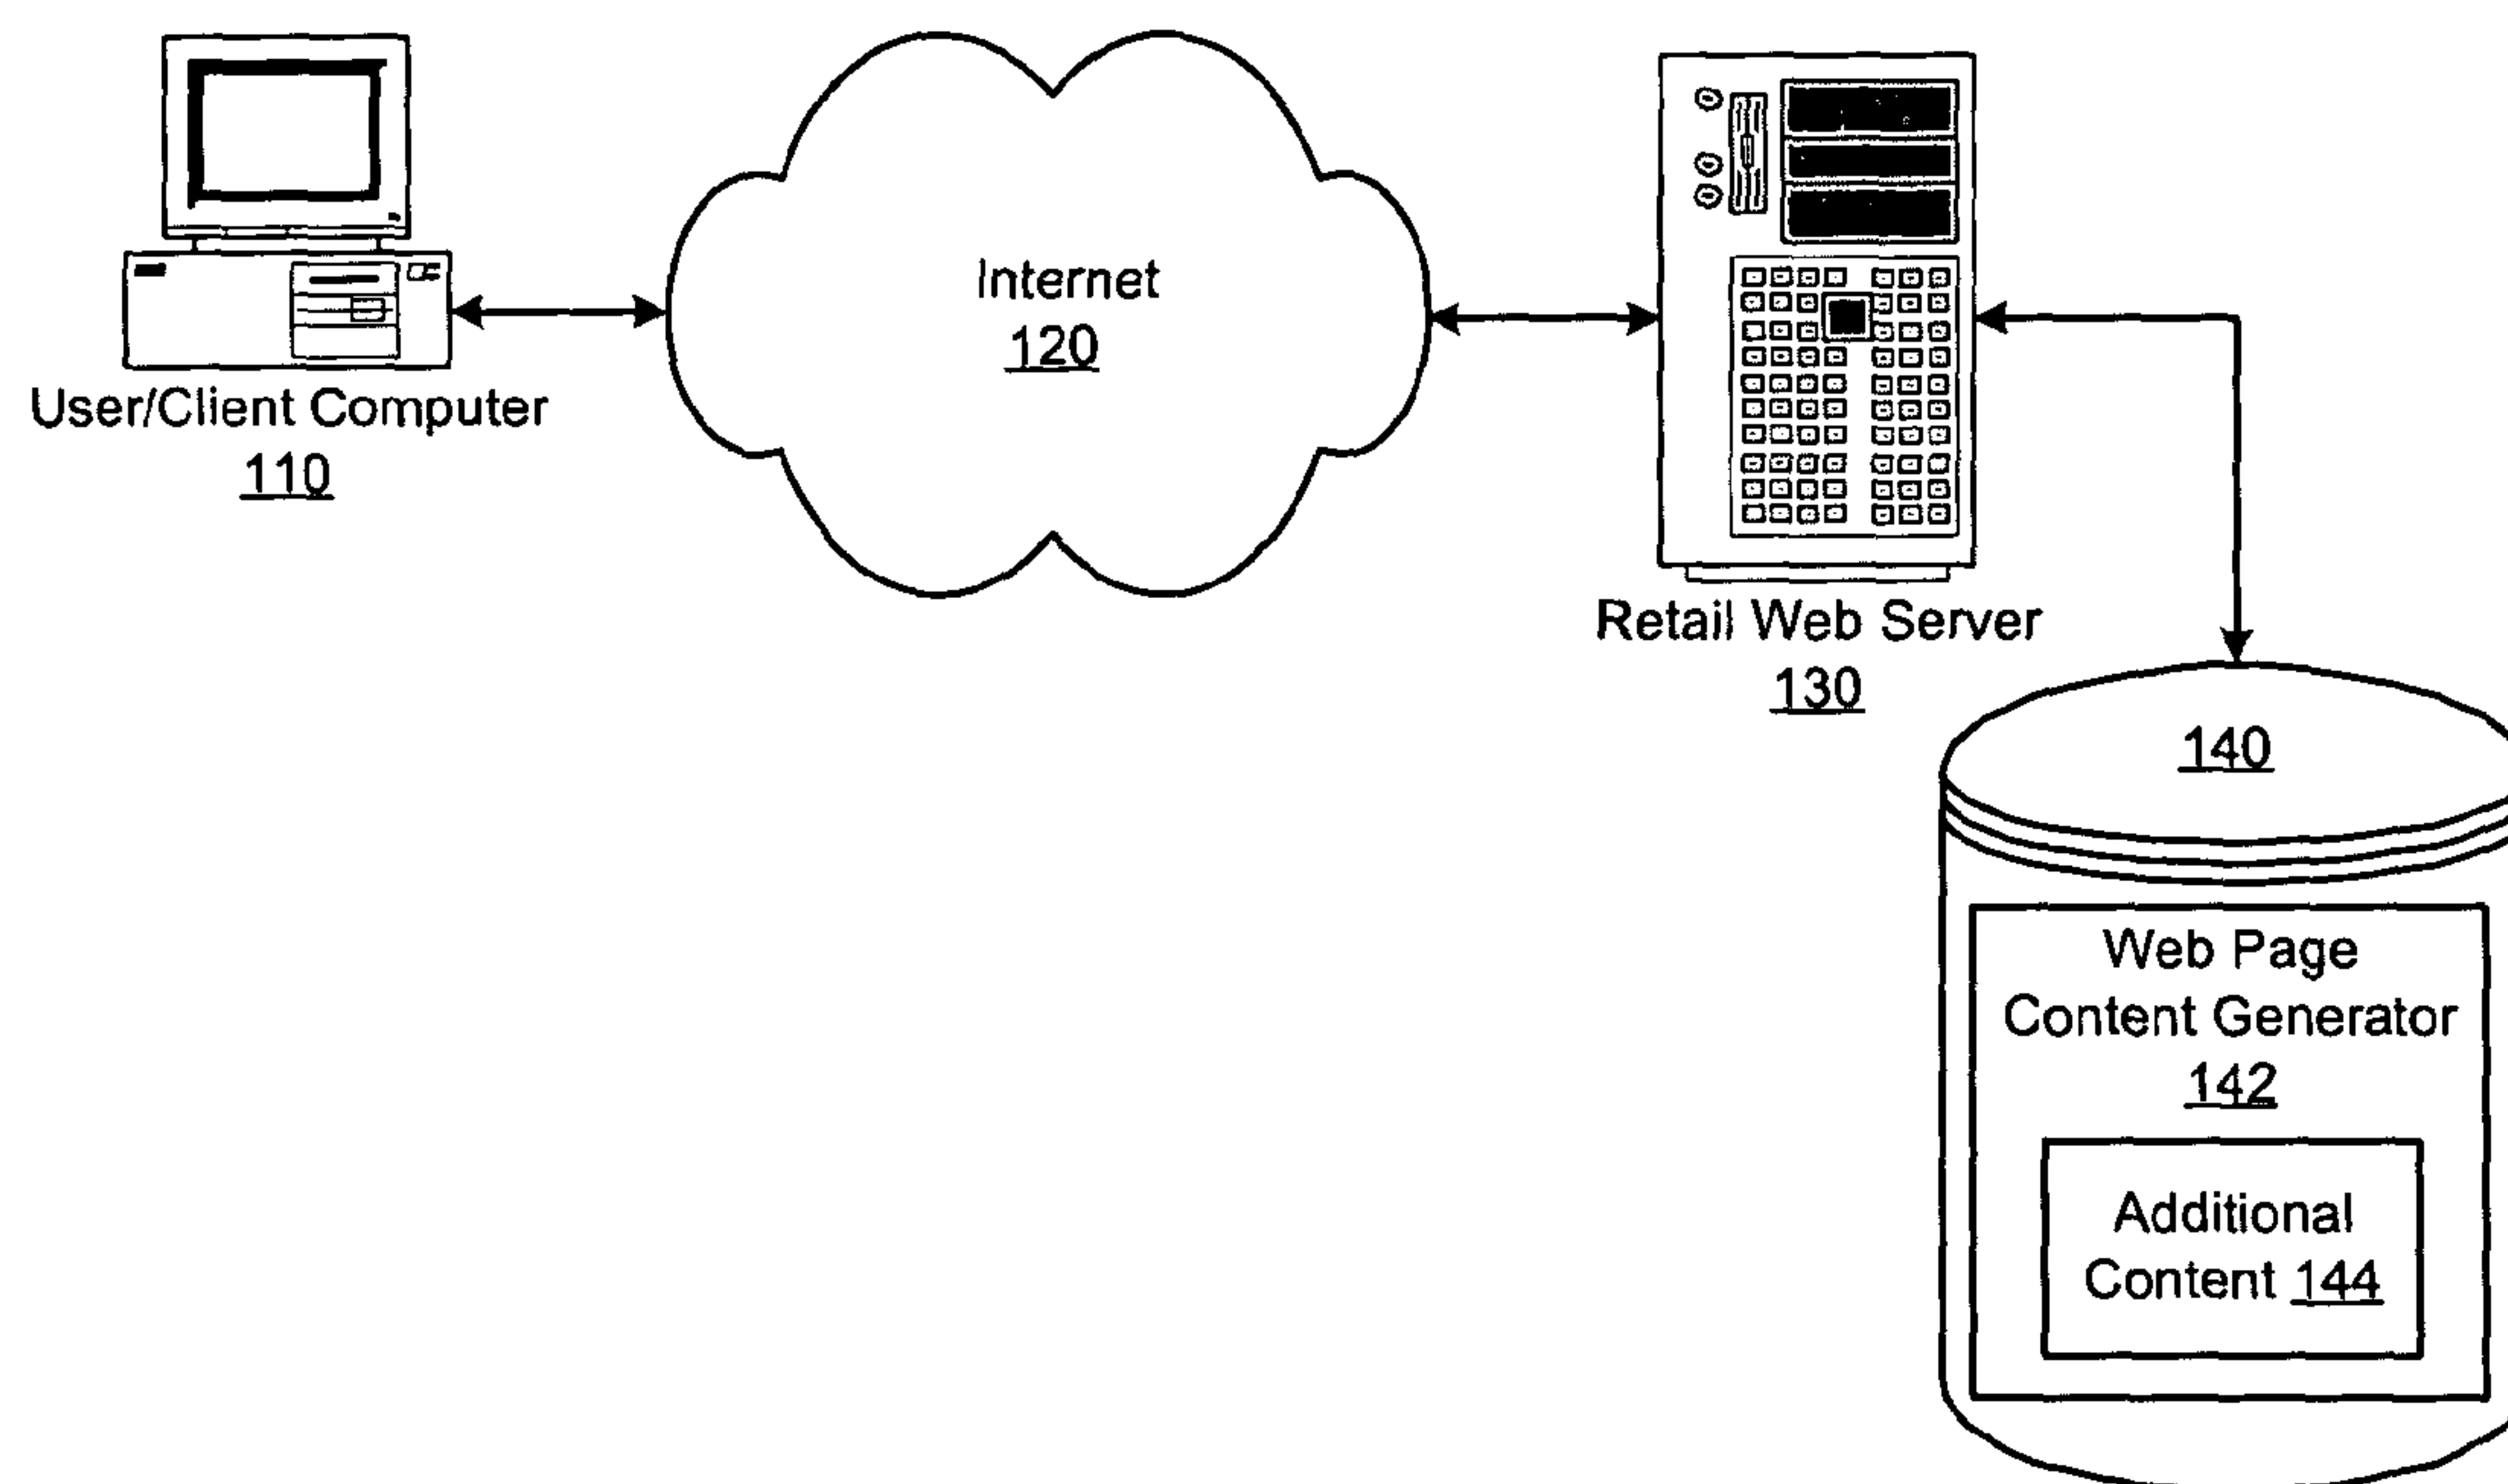 User/Client Computer
110
Internet
120
Retail Web Server
130
140
Web Page
Content Generator
142
Additional
Content 144